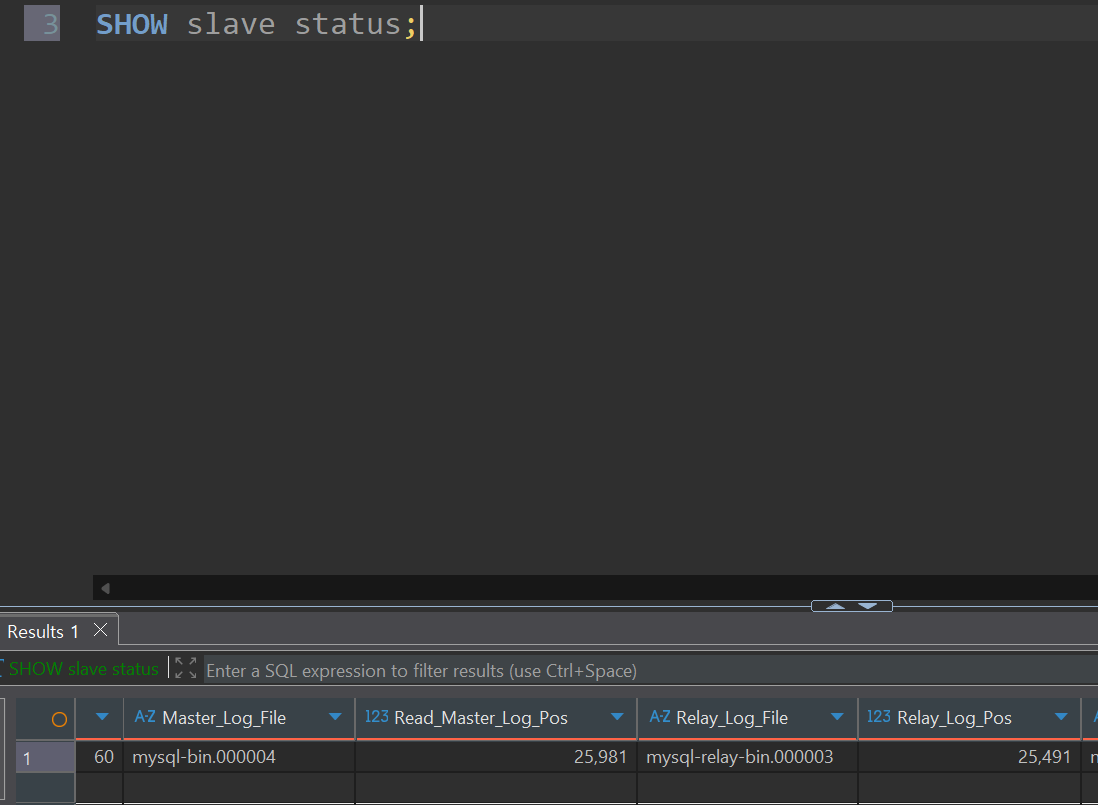 3 SHOW slave status;
Results 1
SHOW slave status Enter a SQL expression to filter results (use Ctrl+Space)
A-Z Master_Log_File 123 Read_Master_Log_Pos A-Z Relay_Log_File 123 Relay_Log_Pos
1 60 mysql-bin.000004 25,981 mysql-relay-bin.000003 25,491